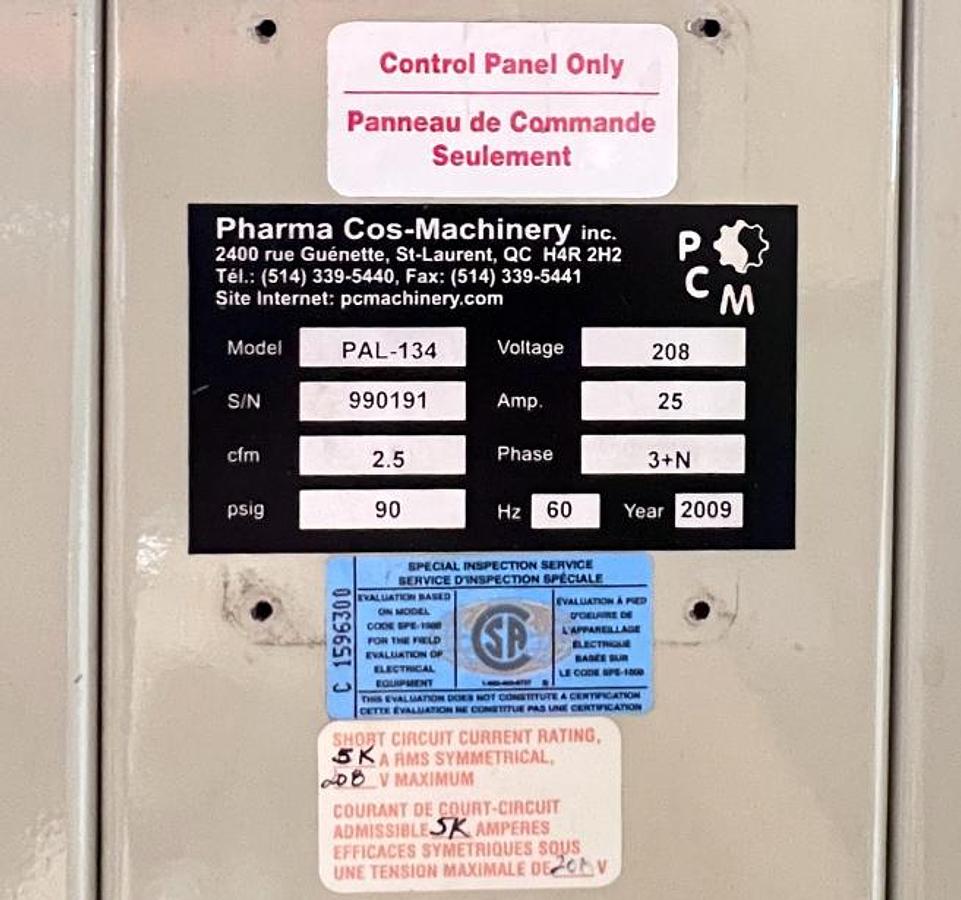 Control Panel Only
Panneau de Commande
Seulement
Pharma Cos-Machinery inc.
2400 rue Guénette, St-Laurent, QC H4R 2H2
Tél.: (514) 339-5440, Fax: (514) 339-5441
Site Internet: pcmachinery.com
P
C
M
Model PAL-134 Voltage 208
S/N 990191 Amp. 25
cfm 2.5 Phase 3+N
psig 90 Hz 60 Year 2009
SPECIAL INSPECTION SERVICE
SERVICE D'INSPECTION SPÉCIALE
C 1596300
EVALUATION BASED
ON MODEL
CODE SPE-1000
FOR THE FIELD
EVALUATION OF
ELECTRICAL
EQUIPMENT
CSA
ÉVALUATION À PIED
D'OEUVRE DE
L'APPAREILLAGE
ÉLECTRIQUE
BASÉE SUR
LE CODE SPE-1000
THIS EVALUATION DOES NOT CONSTITUTE A CERTIFICATION
CETTE ÉVALUATION NE CONSTITUE PAS UNE CERTIFICATION
SHORT CIRCUIT CURRENT RATING,
5K A RMS SYMMETRICAL,
208 V MAXIMUM
COURANT DE COURT-CIRCUIT
ADMISSIBLE 5K AMPERES
EFFICACES SYMETRIQUES SOUS
UNE TENSION MAXIMALE DE 208 V